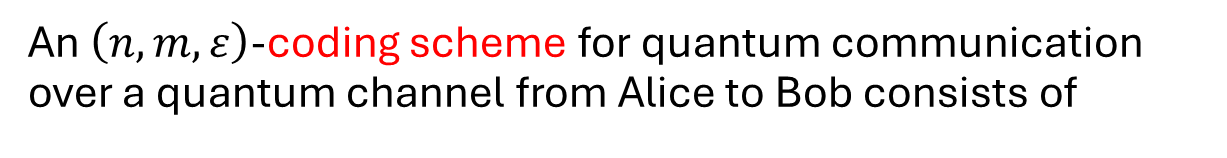 An (n, m, ε)-coding scheme for quantum communication
over a quantum channel from Alice to Bob consists of